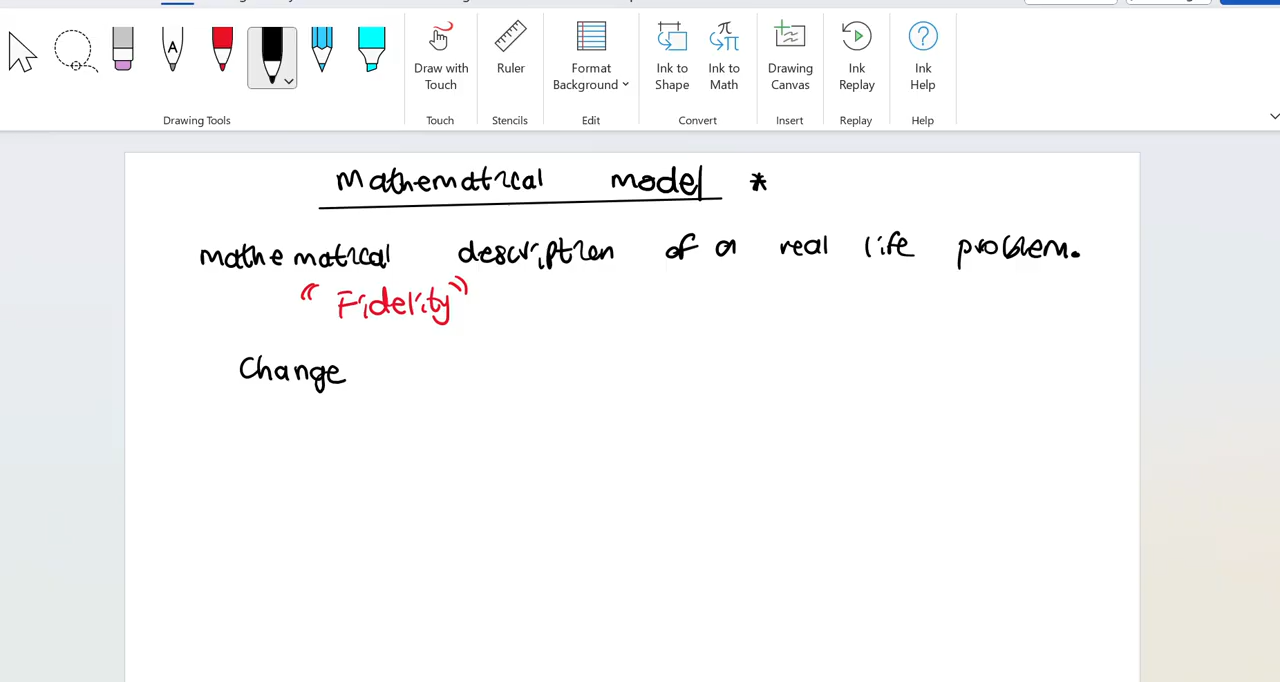 A
Draw with Touch
Ruler
Format Background
Ink to Shape
Ink to Math
Drawing Canvas
Ink Replay
Ink Help
Drawing Tools
Touch
Stencils
Edit
Convert
Insert
Replay
Help
Mathematical model *
mathematical description of a real life problem.
"Fidelity"
Change